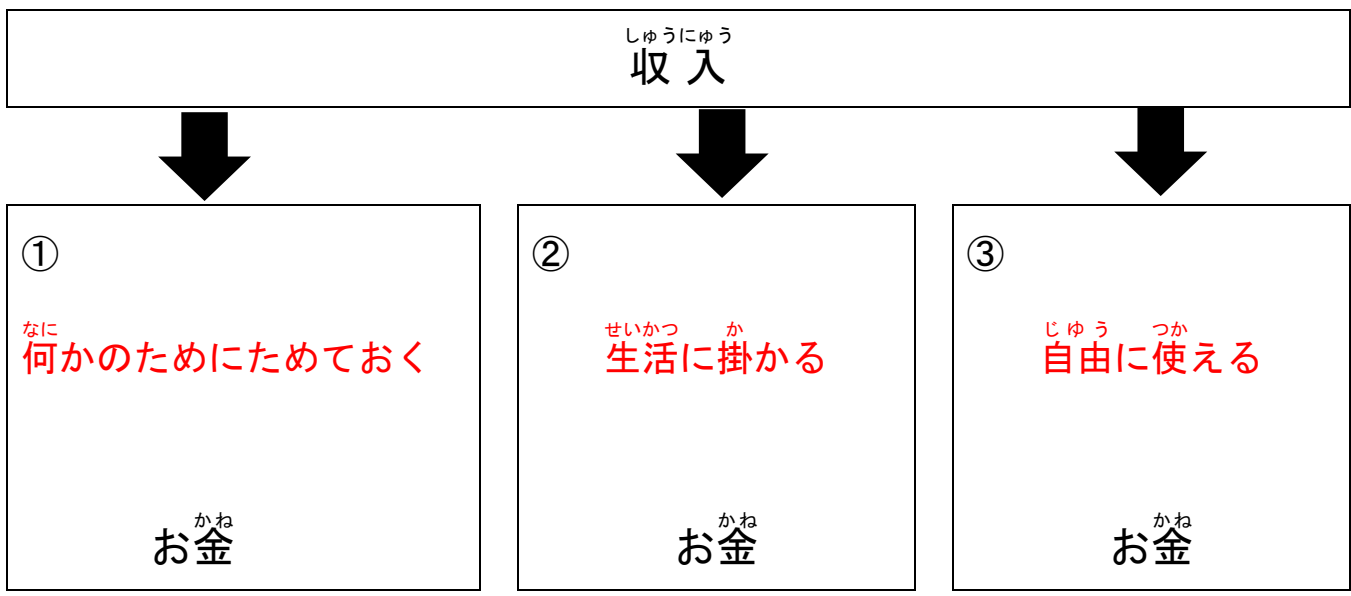 しゅうにゅう
収入
①
なに
何かのためにためておく
かね
お金
②
せいかつ か
生活に掛かる
かね
お金
③
じゆう つか
自由に使える
かね
お金